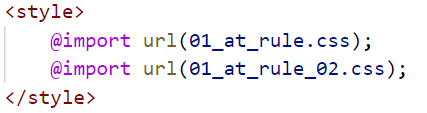 <style>
    @import url(01_at_rule.css);
    @import url(01_at_rule_02.css);
</style>